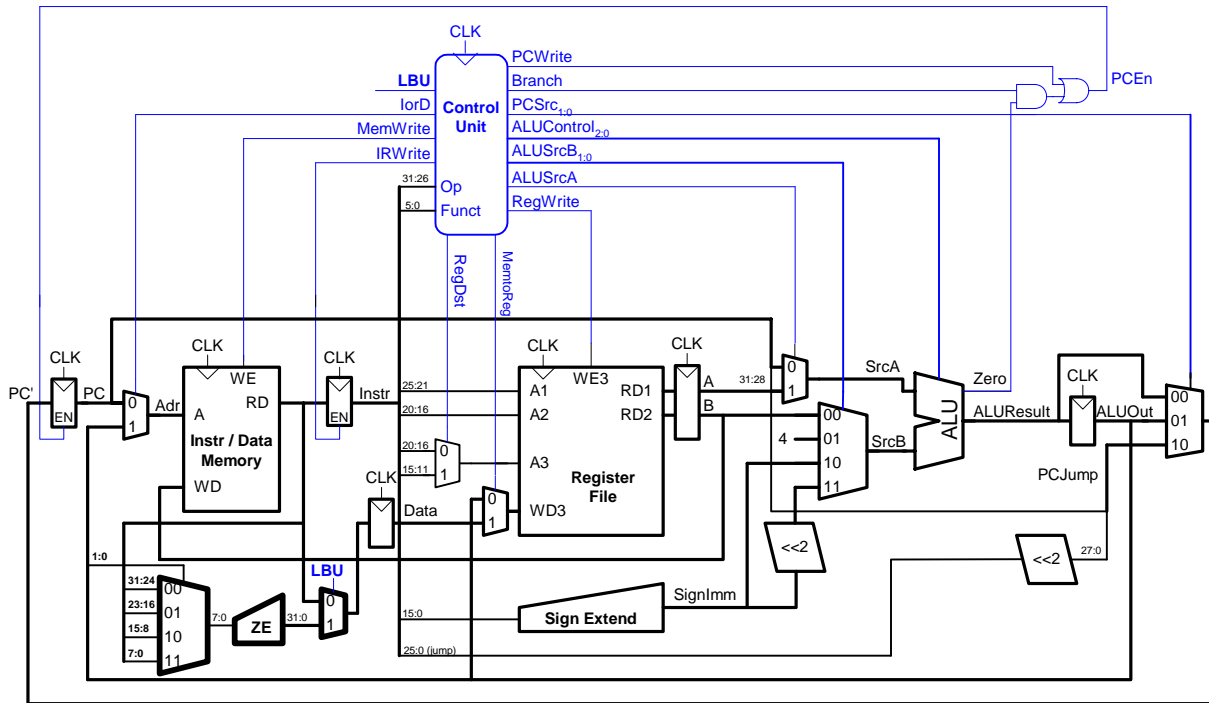 CLK
PCWrite
LBU Branch PCEn
IorD Control Unit PCSrc1:0
MemWrite ALUControl2:0
IRWrite ALUSrcB1:0
31:26 Op ALUSrcA
5:0 Funct RegWrite
RegDst MemtoReg
CLK CLK CLK CLK CLK
PC' PC EN
0 1 Adr
A WE RD
Instr / Data Memory
WD
EN Instr
25:21 A1 WE3 RD1 A
20:16 A2 RD2 B
20:16 0 A3
15:11 1
Register File
0 1 WD3
31:28 0 1 SrcA
00 4 01 10 11 SrcB
ALU Zero
ALUResult CLK ALUOut
00 01 10
PCJump
CLK Data
<<2
<<2 27:0
1:0
31:24 00
23:16 01
15:8 10
7:0 11
7:0 ZE 31:0
LBU
0 1
15:0 Sign Extend SignImm
25:0 (jump)